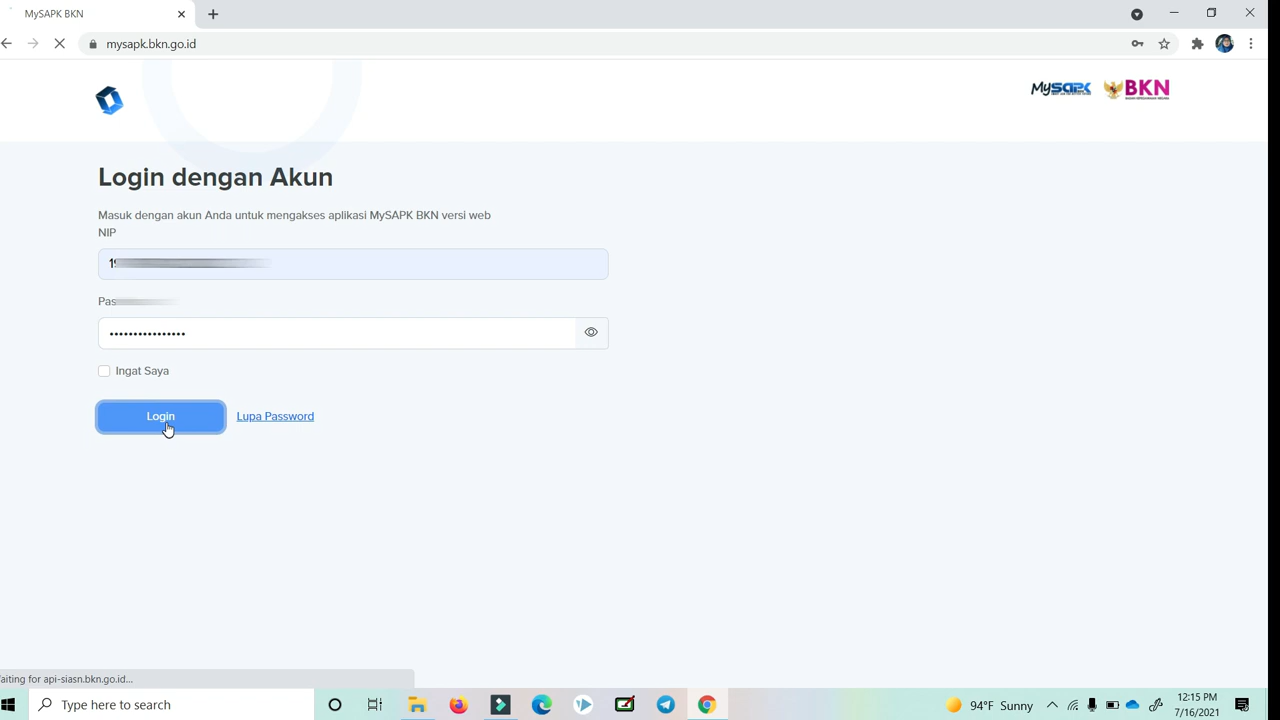 MySAPK BKN
mysapk.bkn.go.id
MySAPK
BKN
Login dengan Akun
Masuk dengan akun Anda untuk mengakses aplikasi MySAPK BKN versi web
NIP
Ingat Saya
Login
Lupa Password
aiting for api-siasn.bkn.go.id...
Type here to search
94°F Sunny
12:15 PM
7/16/2021